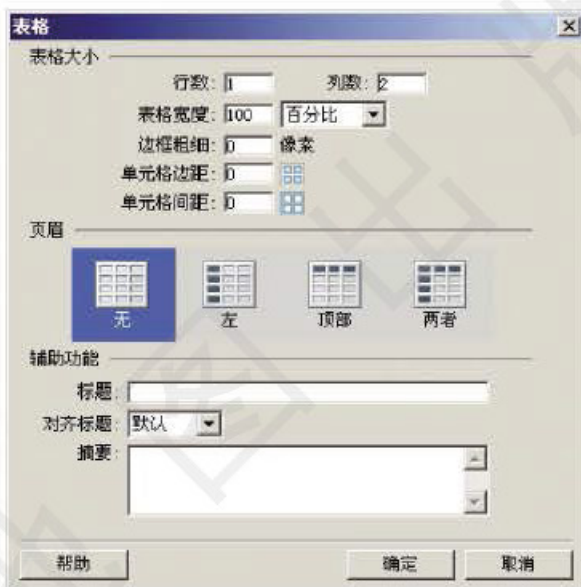 表格
表格大小
行数: 1 列数: 2
表格宽度: 100 百分比
边框粗细: 0 像素
单元格边距: 0
单元格间距: 0
页眉
无 左 顶部 两者
辅助功能
标题:
对齐标题: 默认
摘要:
帮助 确定 取消